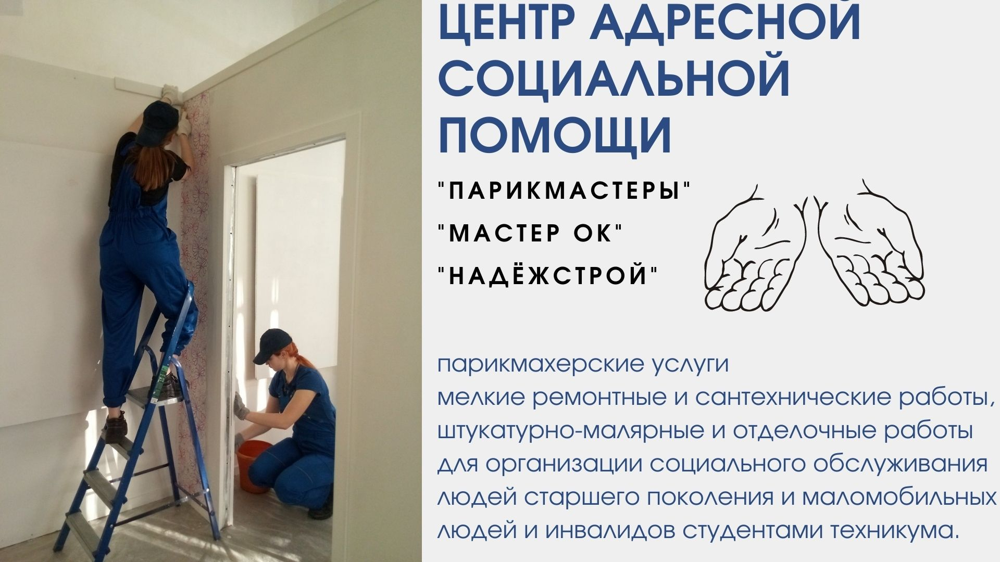 ЦЕНТР АДРЕСНОЙ
СОЦИАЛЬНОЙ
ПОМОЩИ
"ПАРИКМАСТЕРЫ"
"МАСТЕР ОК"
"НАДЁЖСТРОЙ"
парикмахерские услуги
мелкие ремонтные и сантехнические работы,
штукатурно-малярные и отделочные работы
для организации социального обслуживания
людей старшего поколения и маломобильных
людей и инвалидов студентами техникума.